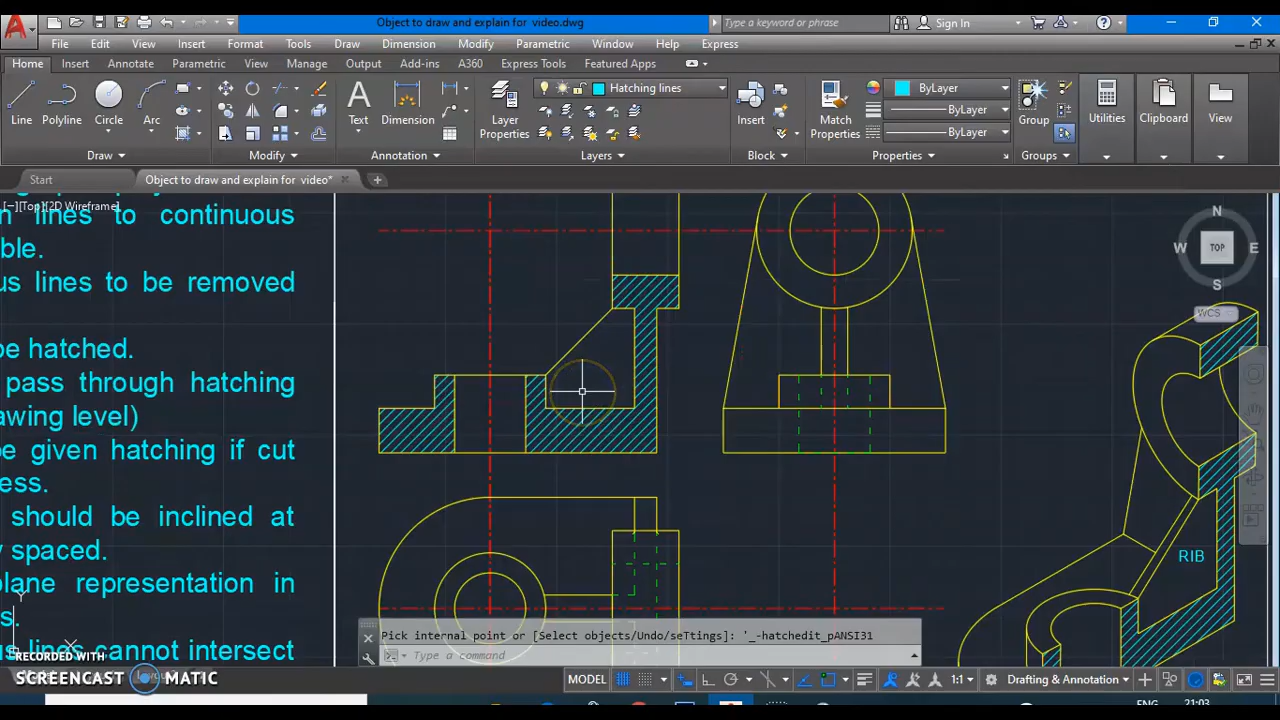 Object to draw and explain for video.dwg
Type a keyword or phrase
Sign In
File Edit View Insert Format Tools Draw Dimension Modify Parametric Window Help Express
Home Insert Annotate Parametric View Manage Output Add-ins A360 Express Tools Featured Apps
Hatching lines
ByLayer
ByLayer
ByLayer
Line Polyline Circle Arc Text Dimension Layer Properties Insert Match Properties Group Utilities Clipboard View
Draw Modify Annotation Layers Block Properties Groups
Start Object to draw and explain for video*
[−][Top][2D Wireframe]
lines to continuous
ble.
us lines to be removed
be hatched.
pass through hatching
awing level)
be given hatching if cut
ess.
should be inclined at
y spaced.
plane representation in
s.
lines cannot intersect
N
W TOP E
S
WCS
RIB
Y
X
Pick internal point or [Select objects/Undo/seTtings]: '_-hatchedit_pANSI31
Type a command
RECORDED WITH
SCREENCAST MATIC
MODEL 1:1 Drafting & Annotation
21:03